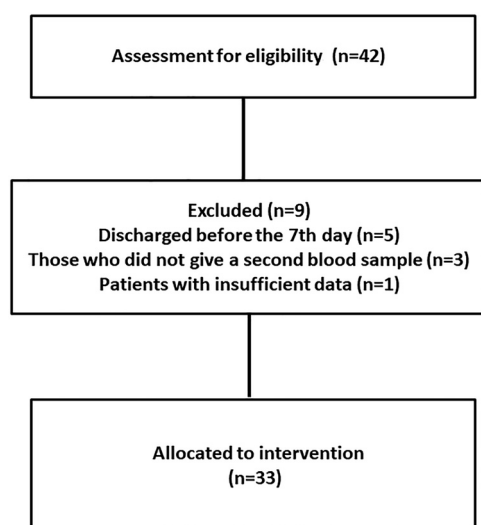 Assessment for eligibility (n=42)
Excluded (n=9)
Discharged before the 7th day (n=5)
Those who did not give a second blood sample (n=3)
Patients with insufficient data (n=1)
Allocated to intervention
(n=33)